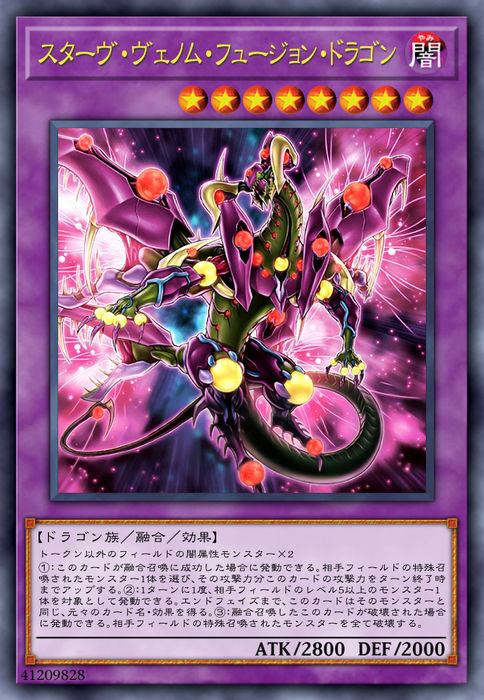 スターヴ・ヴェノム・フュージョン・ドラゴン
やみ
闇
【ドラゴン族／融合／効果】
トークン以外のフィールドの闇属性モンスター×2
①:このカードが融合召喚に成功した場合に発動できる。相手フィールドの特殊召
喚されたモンスター1体を選び、その攻撃力分このカードの攻撃力をターン終了時
までアップする。②:1ターンに1度、相手フィールドのレベル5以上のモンスター1
体を対象として発動できる。エンドフェイズまで、このカードはそのモンスターと
同じ、元々のカード名・効果を得る。③:融合召喚したこのカードが破壊された場合
に発動できる。相手フィールドの特殊召喚されたモンスターを全て破壊する。
ATK/2800 DEF/2000
41209828